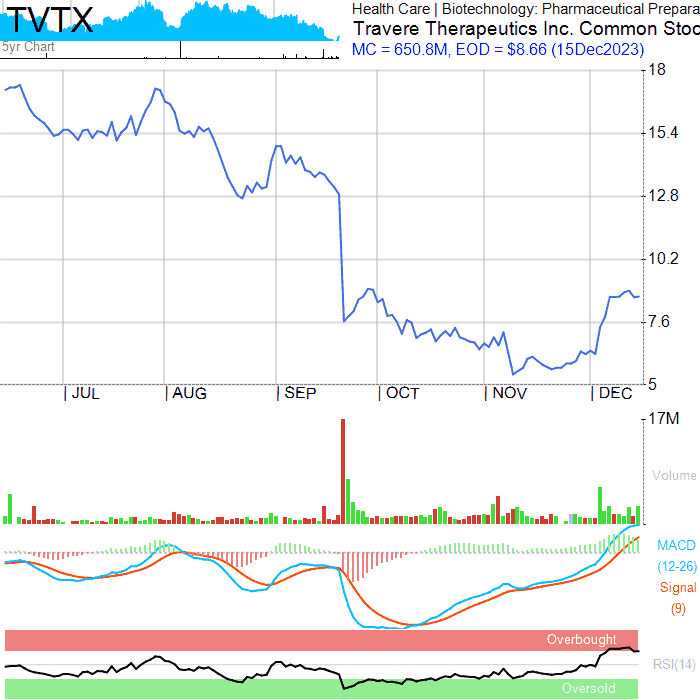 TVTX
5yr Chart
Health Care | Biotechnology: Pharmaceutical Prepara
Travere Therapeutics Inc. Common Stoc
MC = 650.8M, EOD = $8.66 (15Dec2023)
18
15.4
12.8
10.2
7.6
5
| JUL | AUG | SEP | OCT | NOV | DEC
17M
Volume
MACD
(12-26)
Signal
(9)
Overbought
RSI(14)
Oversold